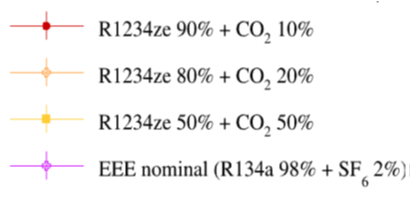 R1234ze 90% + CO₂ 10%
R1234ze 80% + CO₂ 20%
R1234ze 50% + CO₂ 50%
EEE nominal (R134a 98% + SF₆ 2%)